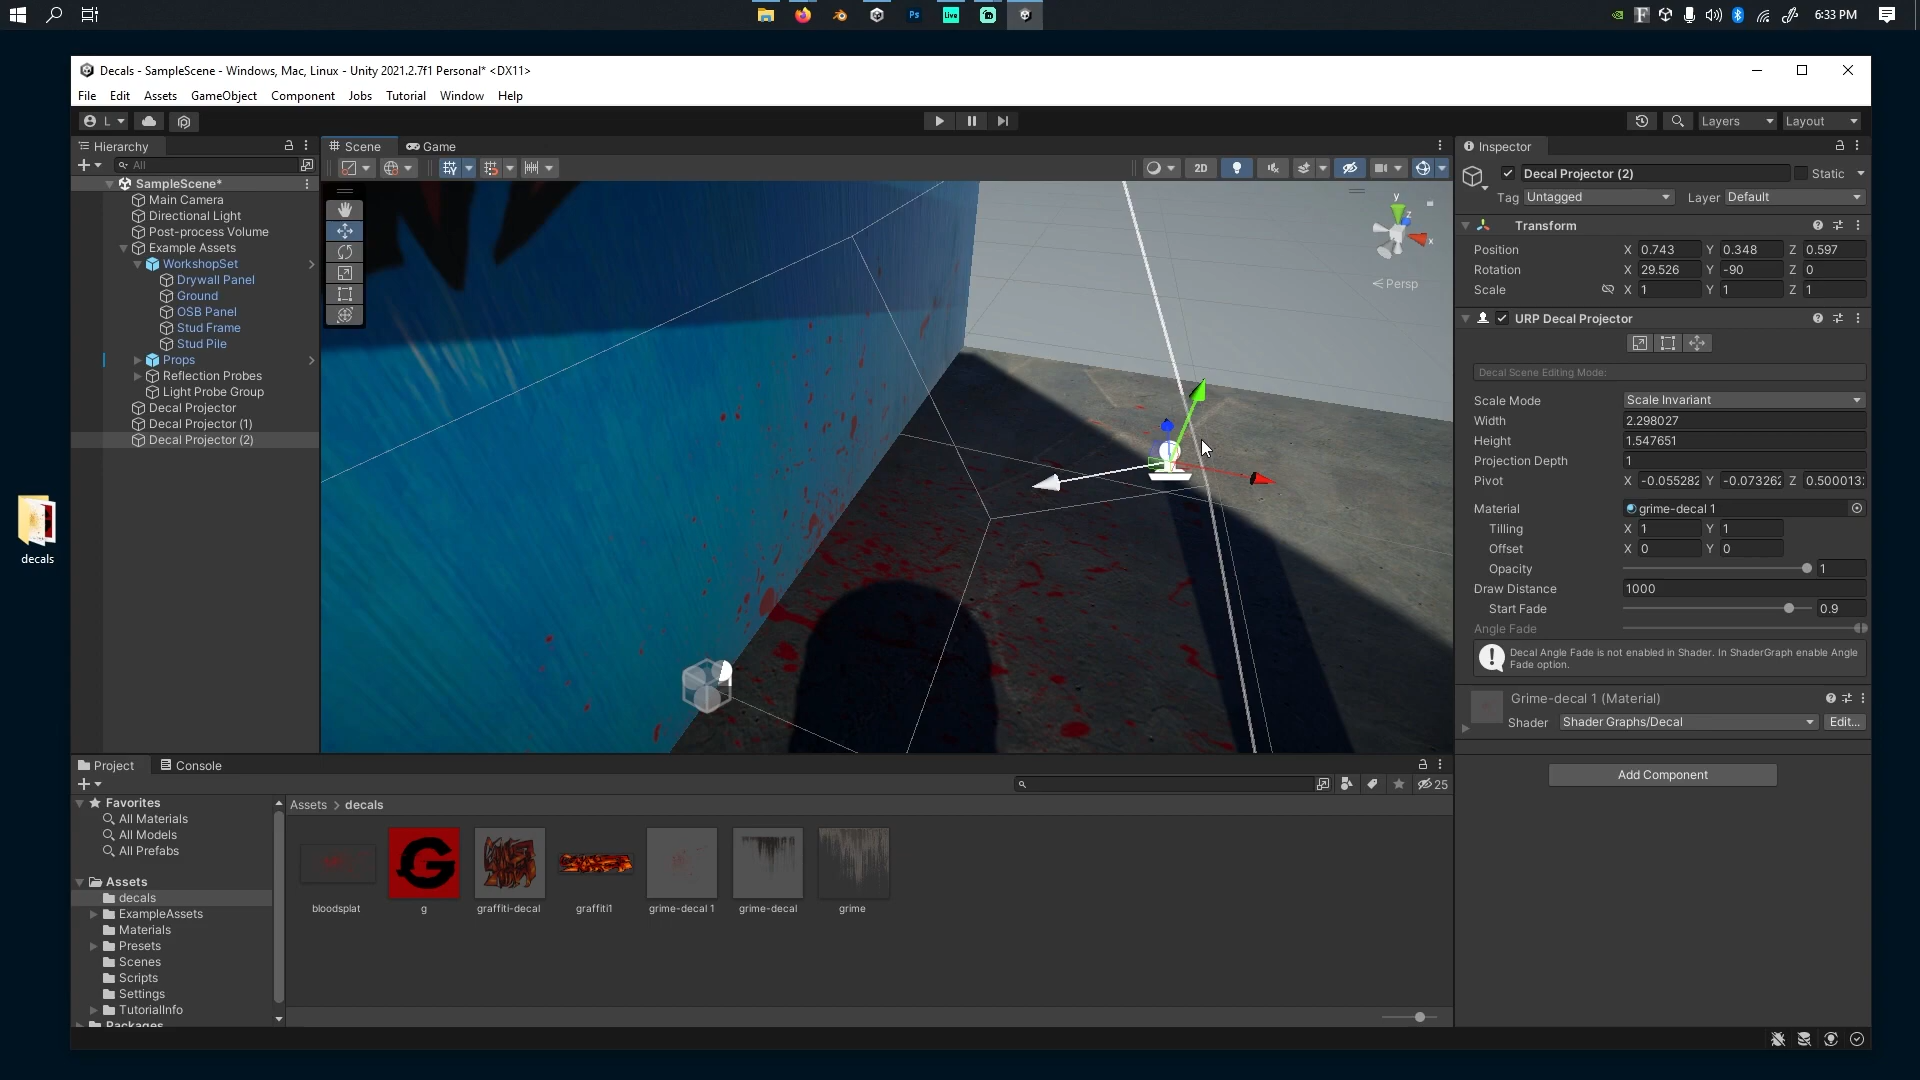 6:33 PM
Live
Ps
decals
Decals - SampleScene - Windows, Mac, Linux - Unity 2021.2.7f1 Personal* <DX11>
File Edit Assets GameObject Component Jobs Tutorial Window Help
L
Layers Layout
Hierarchy
All
SampleScene*
Main Camera
Directional Light
Post-process Volume
Example Assets
WorkshopSet
Drywall Panel
Ground
OSB Panel
Stud Frame
Stud Pile
Props
Reflection Probes
Light Probe Group
Decal Projector
Decal Projector (1)
Decal Projector (2)
Scene Game
2D
y
z
x
< Persp
Inspector
Decal Projector (2) Static
Tag Untagged Layer Default
Transform
Position X 0.743 Y 0.348 Z 0.597
Rotation X 29.526 Y -90 Z 0
Scale X 1 Y 1 Z 1
URP Decal Projector
Decal Scene Editing Mode:
Scale Mode Scale Invariant
Width 2.298027
Height 1.547651
Projection Depth 1
Pivot X -0.055282 Y -0.073262 Z 0.500013
Material grime-decal 1
Tilling X 1 Y 1
Offset X 0 Y 0
Opacity 1
Draw Distance 1000
Start Fade 0.9
Angle Fade
Decal Angle Fade is not enabled in Shader. In ShaderGraph enable Angle
Fade option.
Grime-decal 1 (Material)
Shader Shader Graphs/Decal Edit...
Add Component
Project Console
25
Favorites
All Materials
All Models
All Prefabs
Assets
decals
ExampleAssets
Materials
Presets
Scenes
Scripts
Settings
TutorialInfo
Packages
Assets > decals
bloodsplat g graffiti-decal graffiti1 grime-decal 1 grime-decal grime